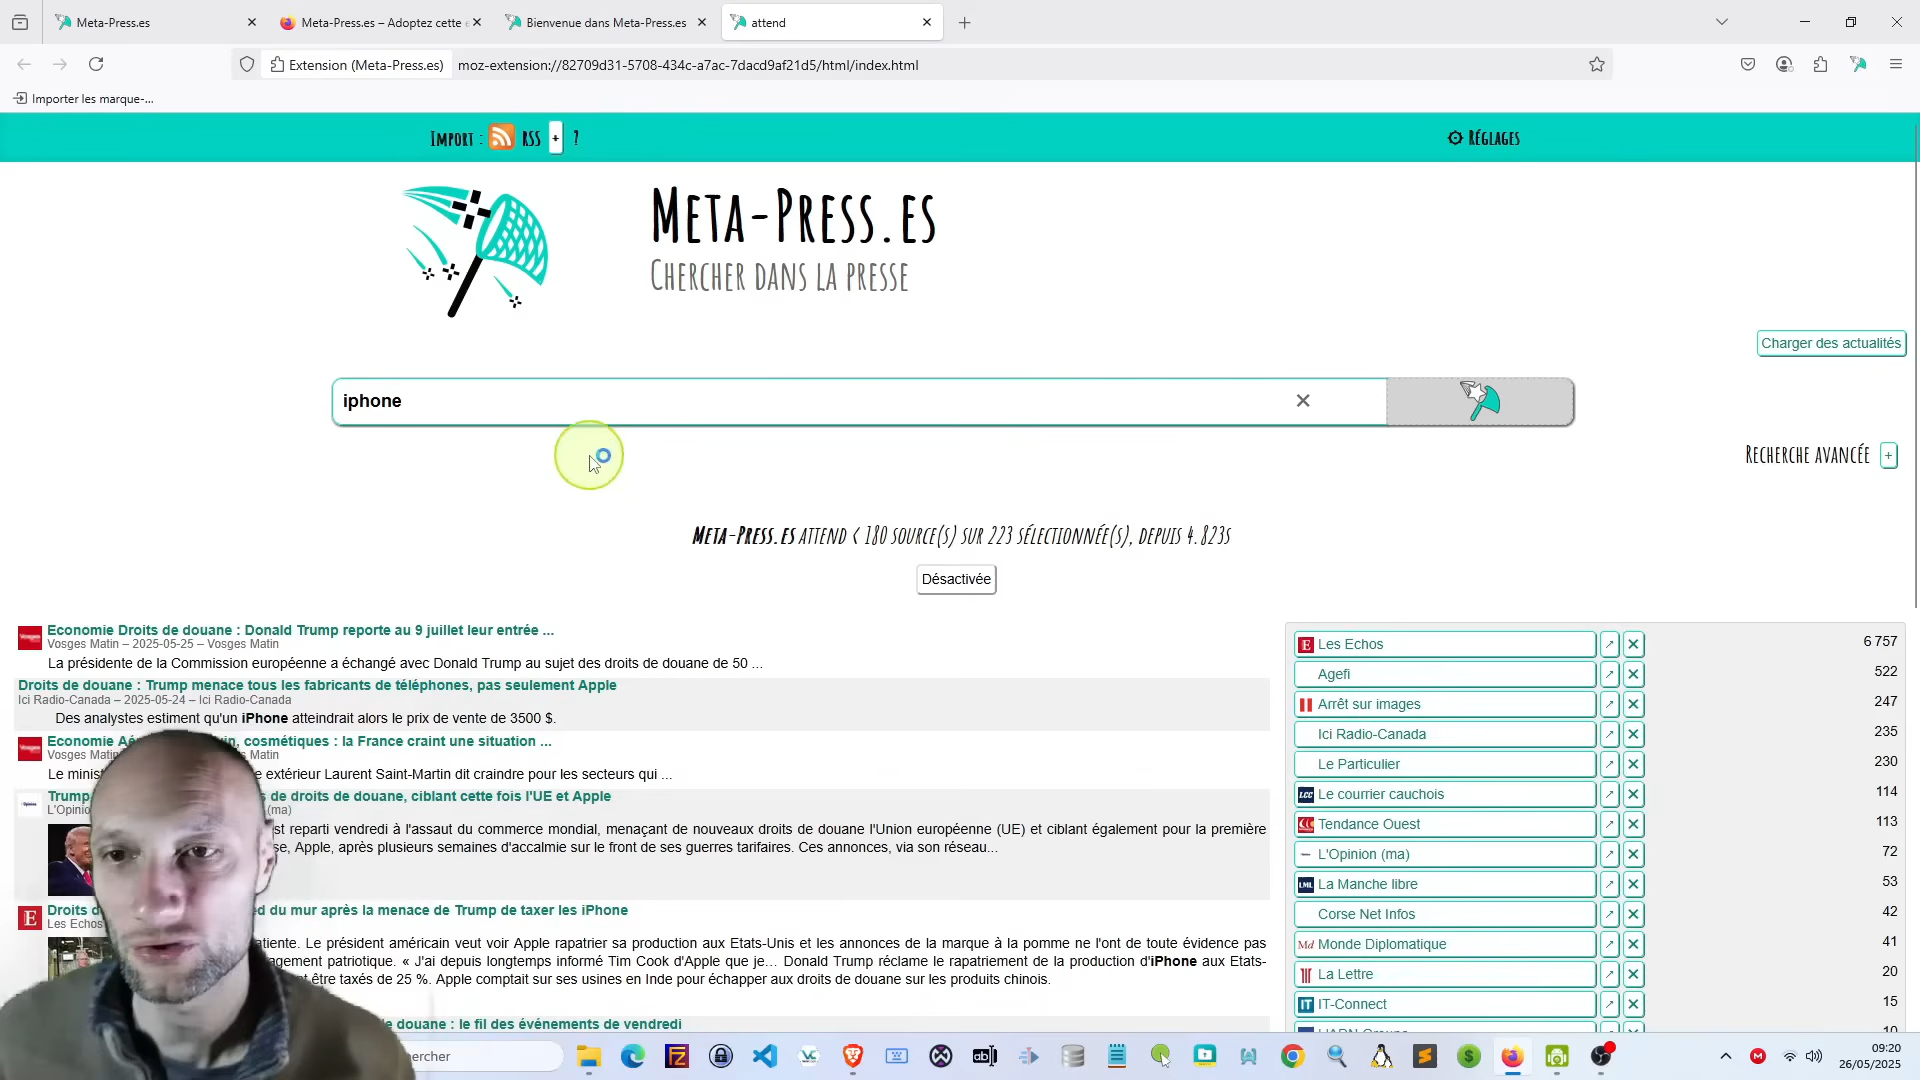 Meta-Press.es
Meta-Press.es – Adoptez cette
Bienvenue dans Meta-Press.es
attend
Extension (Meta-Press.es)
moz-extension://82709d31-5708-434c-a7ac-7dacd9af21d5/html/index.html
Importer les marque-...
Import : RSS + ?
Réglages
Meta-Press.es
Chercher dans la presse
Charger des actualités
iphone
Recherche avancée +
Meta-Press.es attend < 180 source(s) sur 223 sélectionnée(s), depuis 4.823s
Désactivée
Economie Droits de douane : Donald Trump reporte au 9 juillet leur entrée ...
Vosges Matin – 2025-05-25 – Vosges Matin
La présidente de la Commission européenne a échangé avec Donald Trump au sujet des droits de douane de 50 ...
Droits de douane : Trump menace tous les fabricants de téléphones, pas seulement Apple
Ici Radio-Canada – 2025-05-24 – Ici Radio-Canada
Des analystes estiment qu'un iPhone atteindrait alors le prix de vente de 3500 $.
Economie Aé in, cosmétiques : la France craint une situation ...
Vosges Matin s Matin
Le minist e extérieur Laurent Saint-Martin dit craindre pour les secteurs qui ...
Trump s de droits de douane, ciblant cette fois l'UE et Apple
L'Opinio (ma)
st reparti vendredi à l'assaut du commerce mondial, menaçant de nouveaux droits de douane l'Union européenne (UE) et ciblant également pour la première
se, Apple, après plusieurs semaines d'accalmie sur le front de ses guerres tarifaires. Ces annonces, via son réseau...
Droits d ed du mur après la menace de Trump de taxer les iPhone
Les Echos
atiente. Le président américain veut voir Apple rapatrier sa production aux Etats-Unis et les annonces de la marque à la pomme ne l'ont de toute évidence pas
agement patriotique. « J'ai depuis longtemps informé Tim Cook d'Apple que je... Donald Trump réclame le rapatriement de la production d'iPhone aux Etats-
t être taxés de 25 %. Apple comptait sur ses usines en Inde pour échapper aux droits de douane sur les produits chinois.
e douane : le fil des événements de vendredi
Les Echos 6 757
Agefi 522
Arrêt sur images 247
Ici Radio-Canada 235
Le Particulier 230
Le courrier cauchois 114
Tendance Ouest 113
L'Opinion (ma) 72
La Manche libre 53
Corse Net Infos 42
Monde Diplomatique 41
La Lettre 20
IT-Connect 15
10
ercher
09:20
26/05/2025